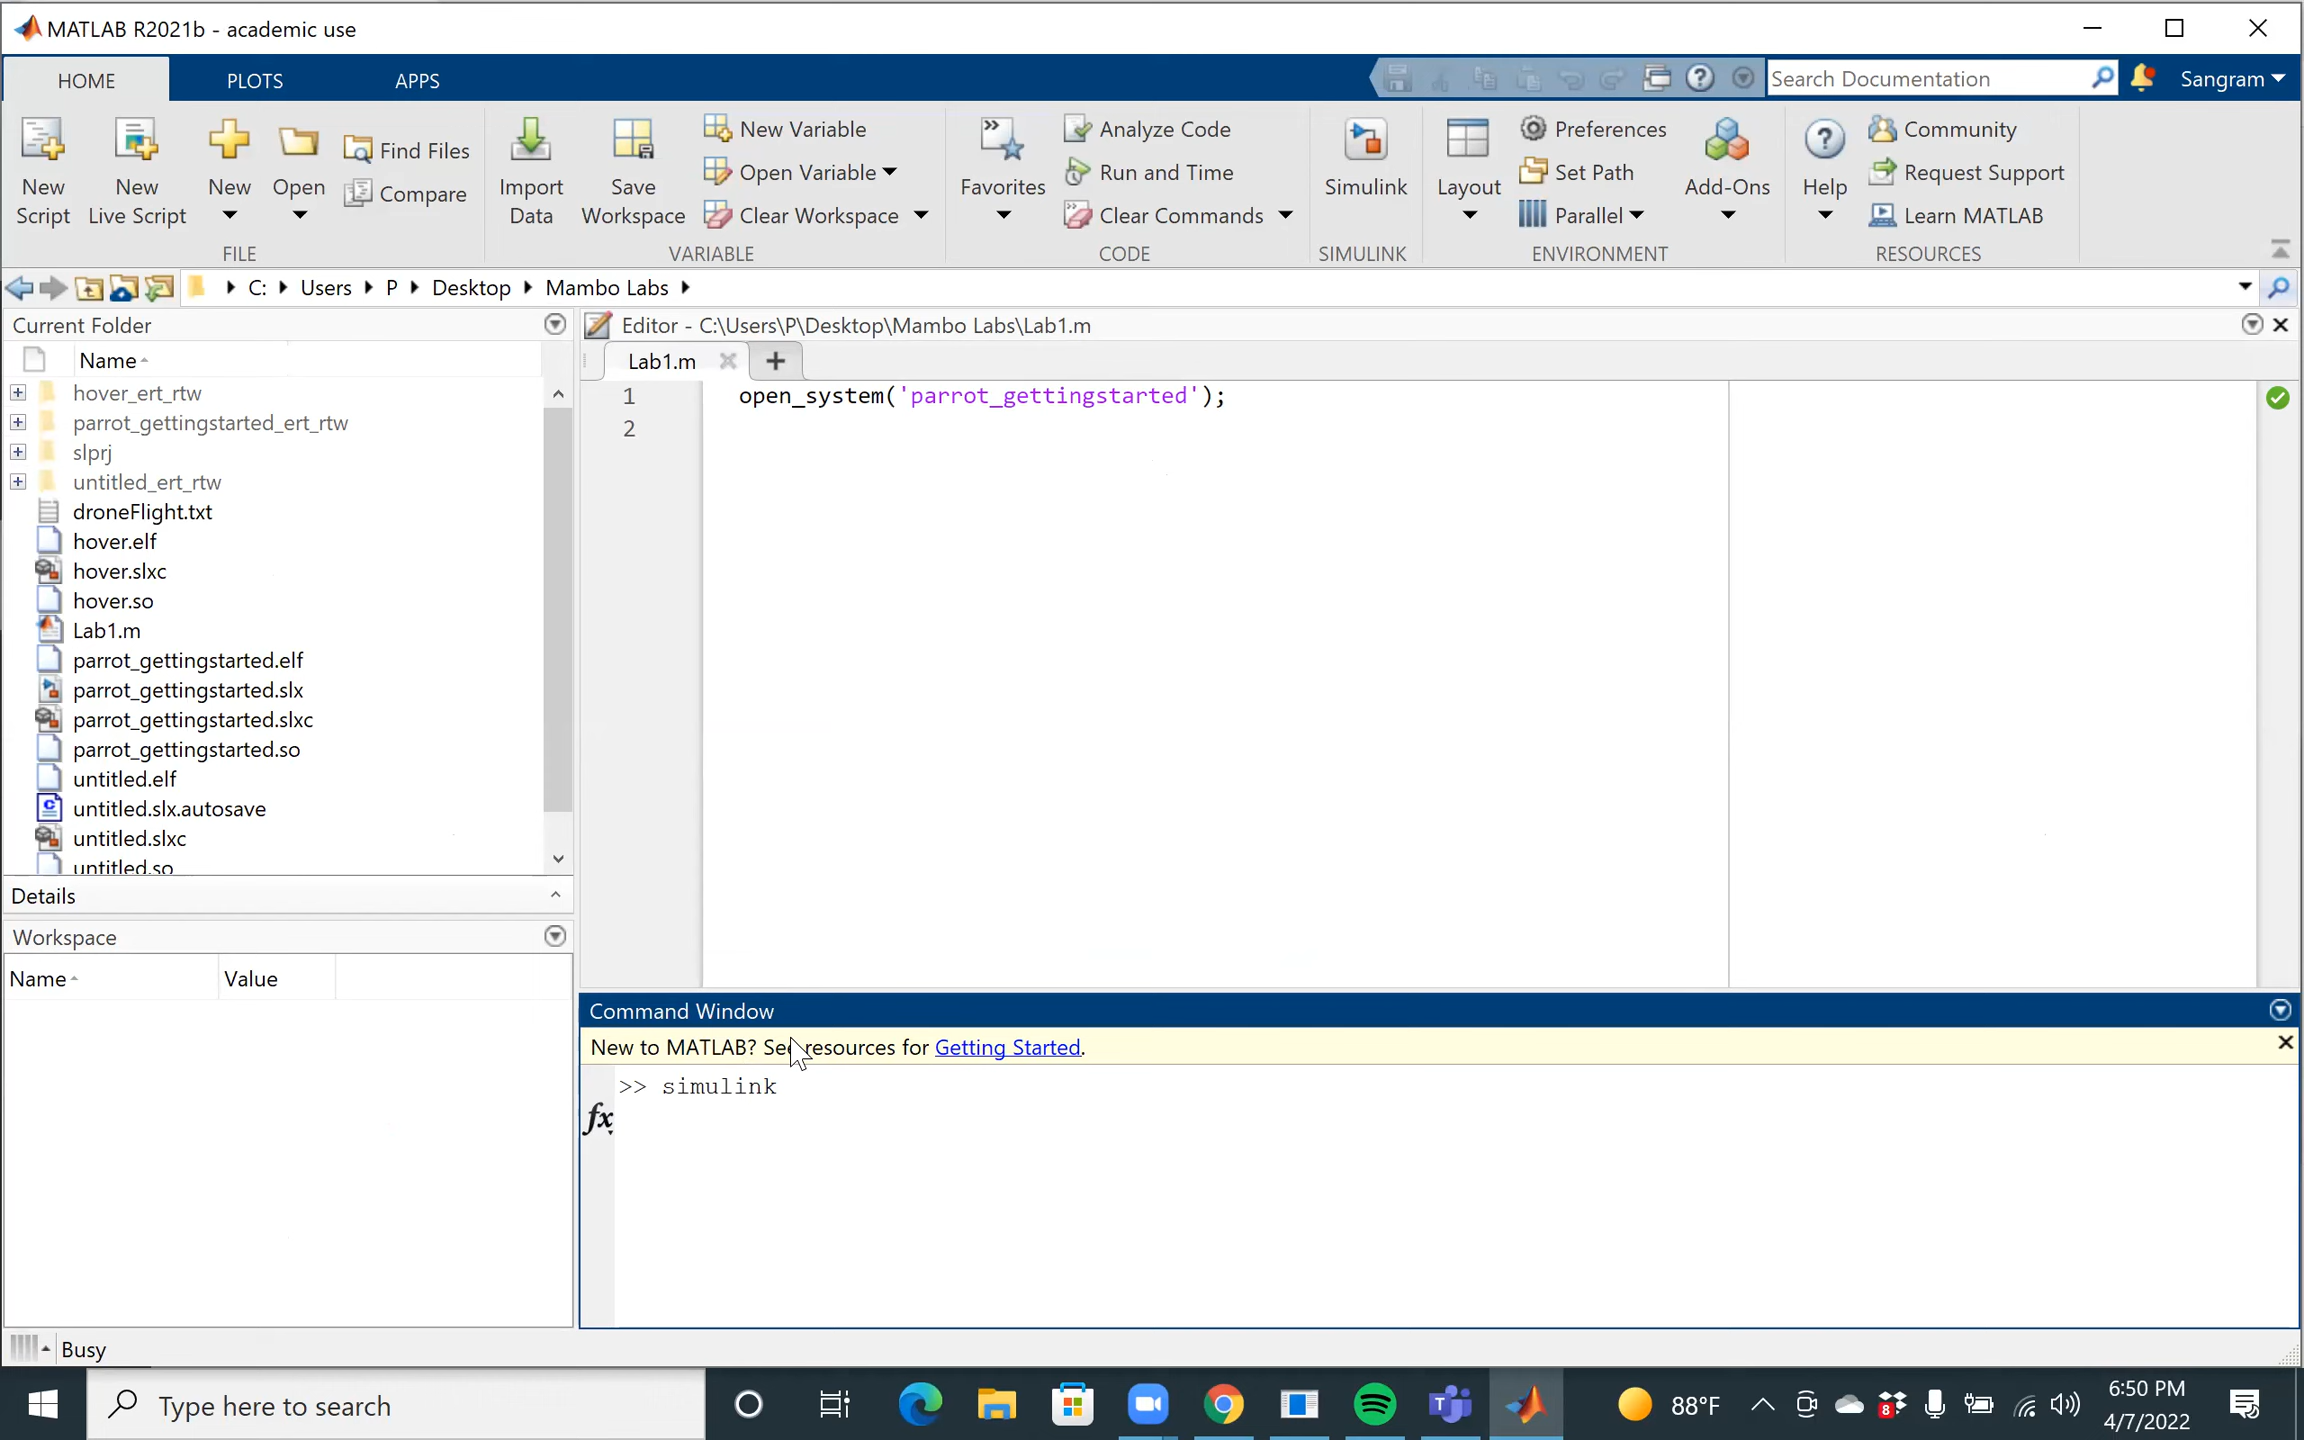 MATLAB R2021b - academic use
HOME PLOTS APPS
Search Documentation
Sangram
New Script
New Live Script
New
Open
Find Files
Compare
FILE
Import Data
Save Workspace
New Variable
Open Variable
Clear Workspace
VARIABLE
Favorites
Analyze Code
Run and Time
Clear Commands
CODE
Simulink
SIMULINK
Layout
Preferences
Set Path
Parallel
Add-Ons
ENVIRONMENT
Help
Community
Request Support
Learn MATLAB
RESOURCES
C: Users P Desktop Mambo Labs
Current Folder
Name
hover_ert_rtw
parrot_gettingstarted_ert_rtw
slprj
untitled_ert_rtw
droneFlight.txt
hover.elf
hover.slxc
hover.so
Lab1.m
parrot_gettingstarted.elf
parrot_gettingstarted.slx
parrot_gettingstarted.slxc
parrot_gettingstarted.so
untitled.elf
untitled.slx.autosave
untitled.slxc
untitled.so
Details
Workspace
Name Value
Editor - C:\Users\P\Desktop\Mambo Labs\Lab1.m
Lab1.m
1 open_system('parrot_gettingstarted');
2
Command Window
New to MATLAB? See resources for Getting Started.
>> simulink
fx
Busy
Type here to search
8
88°F
6:50 PM
4/7/2022